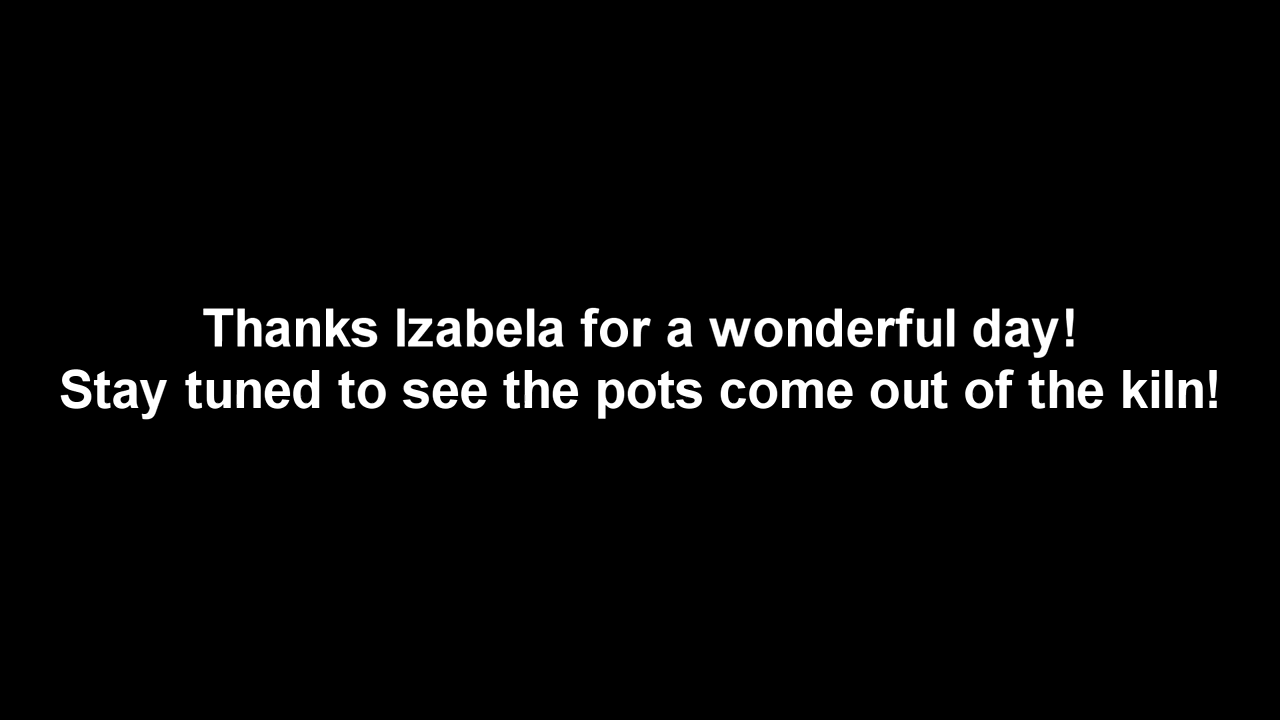 Thanks Izabela for a wonderful day!
Stay tuned to see the pots come out of the kiln!